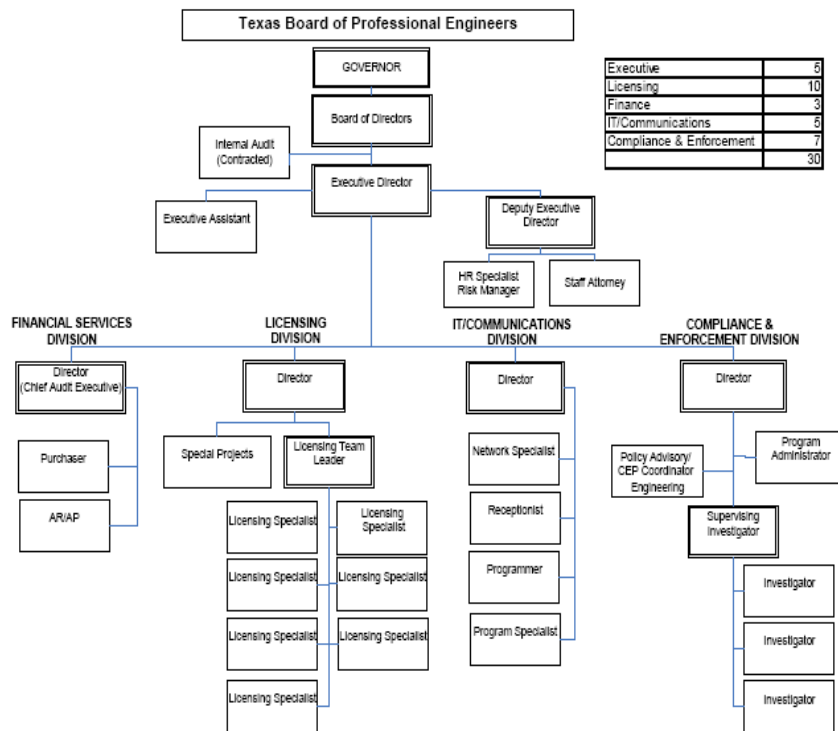 Texas Board of Professional Engineers
GOVERNOR
Board of Directors
Internal Audit
(Contracted)
Executive Director
Executive Assistant
Deputy Executive
Director
HR Specialist
Risk Manager
Staff Attorney
Executive 5
Licensing 10
Finance 3
IT/Communications 5
Compliance & Enforcement 7
30
FINANCIAL SERVICES
DIVISION
Director
(Chief Audit Executive)
Purchaser
AR/AP
LICENSING
DIVISION
Director
Special Projects
Licensing Team
Leader
Licensing Specialist
Licensing
Specialist
Licensing Specialist
Licensing Specialist
Licensing Specialist
Licensing Specialist
Licensing Specialist
IT/COMMUNICATIONS
DIVISION
Director
Network Specialist
Receptionist
Programmer
Program Specialist
COMPLIANCE &
ENFORCEMENT DIVISION
Director
Policy Advisory/
CEP Coordinator
Engineering
Program
Administrator
Supervising
Investigator
Investigator
Investigator
Investigator